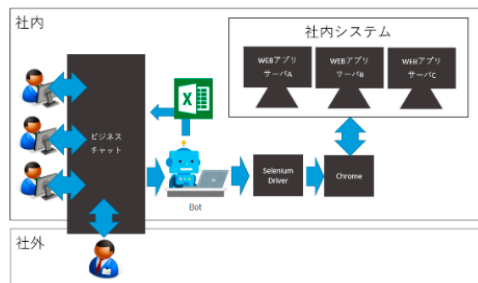 社内
社内システム
WEBアプリ
サーバA
WEBアプリ
サーバB
WEBアプリ
サーバC
ビジネス
チャット
X
Selenium
Driver
Chrome
Bot
社外